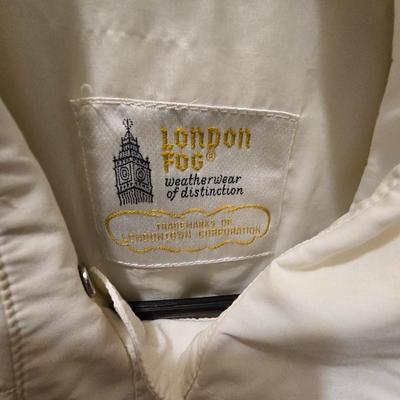 LONDON
FOG®
weatherwear
of distinction
TRADEMARKS OF
LONDONTOWN CORPORATION